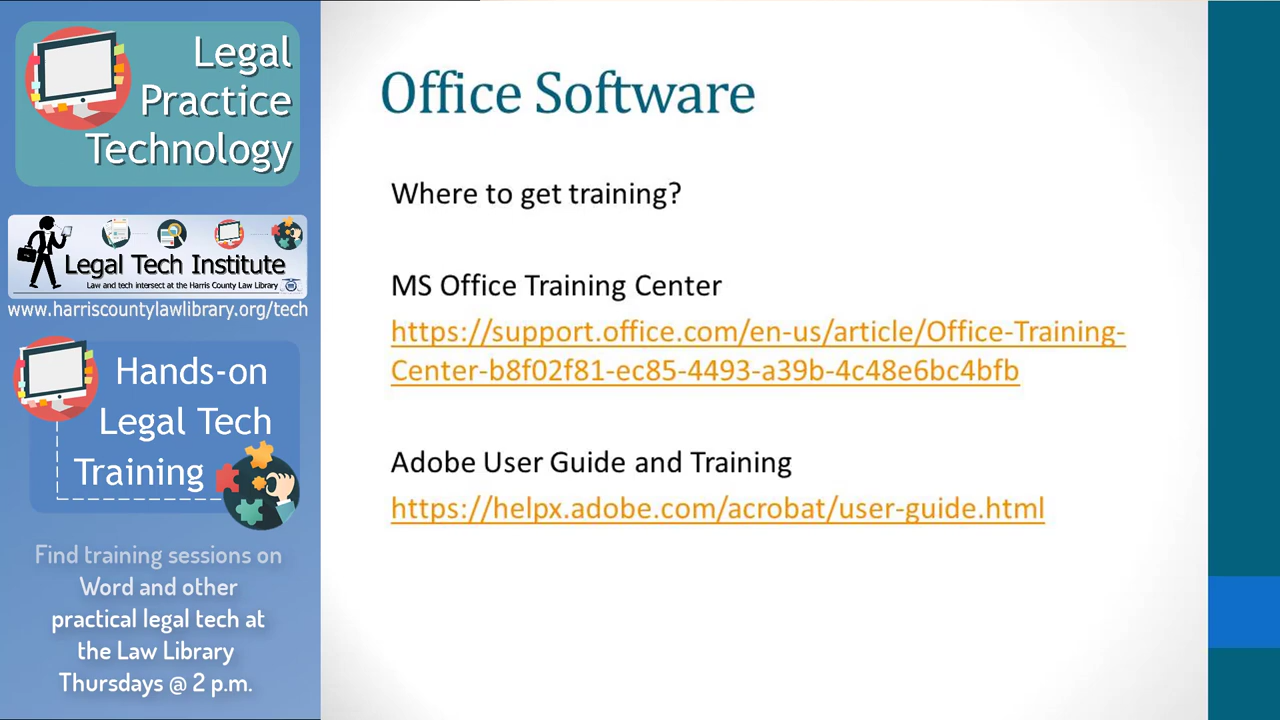 Legal
Practice
Technology
Legal Tech Institute
Law and tech intersect at the Harris County Law Library
www.harriscountylawlibrary.org/tech
Hands-on
Legal Tech
Training
Find training sessions on
Word and other
practical legal tech at
the Law Library
Thursdays @ 2 p.m.
Office Software
Where to get training?
MS Office Training Center
https://support.office.com/en-us/article/Office-Training-
Center-b8f02f81-ec85-4493-a39b-4c48e6bc4bfb
Adobe User Guide and Training
https://helpx.adobe.com/acrobat/user-guide.html